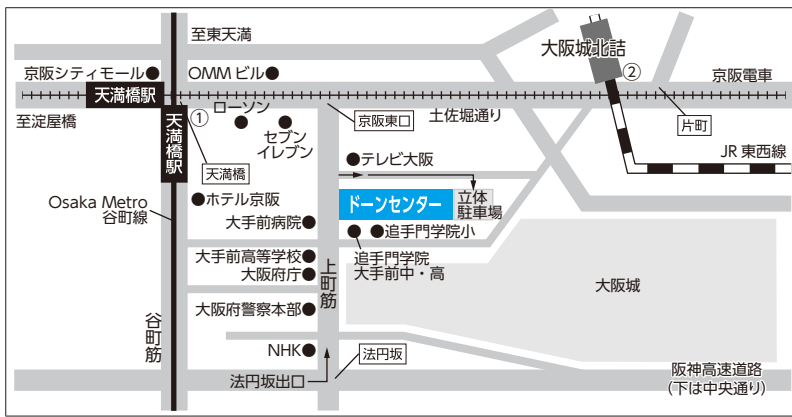 至東天満
大阪城北詰
京阪シティモール●
OMMビル●
②
京阪電車
天満橋駅
①
ローソン
至淀屋橋
天満橋駅
セブン
イレブン
京阪東口
土佐堀通り
片町
天満橋
●テレビ大阪
JR東西線
Osaka Metro
谷町線
●ホテル京阪
ドーンセンター
立体
駐車場
大手前病院●
●追手門学院小
大手前高等学校●
追手門学院
大手前中・高
大阪府庁●
上町筋
大阪城
大阪府警察本部●
谷町筋
NHK●
法円坂
法円坂出口
阪神高速道路
(下は中央通り)